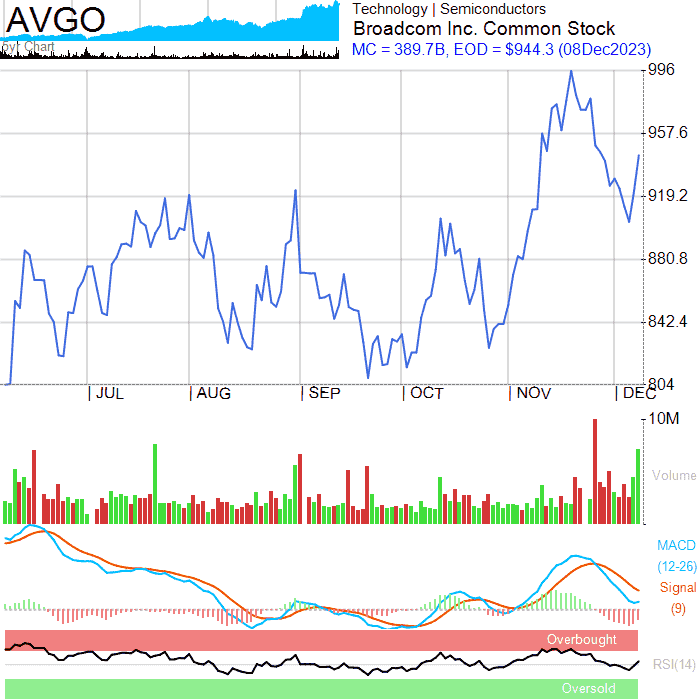 AVGO
by: Chart
Technology | Semiconductors
Broadcom Inc. Common Stock
MC = 389.7B, EOD = $944.3 (08Dec2023)
996
957.6
919.2
880.8
842.4
804
JUL AUG SEP OCT NOV DEC
10M
Volume
MACD
(12-26)
Signal
(9)
Overbought
RSI(14)
Oversold